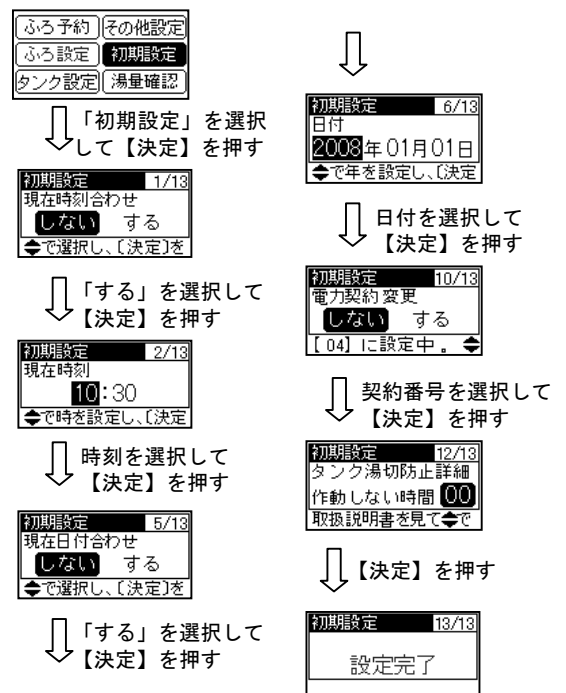 ふろ予約 その他設定
ふろ設定 初期設定
タンク設定 湯量確認
「初期設定」を選択
して【決定】を押す
初期設定 1/13
現在時刻合わせ
しない する
◆で選択し、〔決定〕を
「する」を選択して
【決定】を押す
初期設定 2/13
現在時刻
10:30
◆で時を設定し、〔決定
時刻を選択して
【決定】を押す
初期設定 5/13
現在日付合わせ
しない する
◆で選択し、〔決定〕を
「する」を選択して
【決定】を押す
初期設定 6/13
日付
2008年01月01日
◆で年を設定し、〔決定
日付を選択して
【決定】を押す
初期設定 10/13
電力契約変更
しない する
【04】に設定中。 ◆
契約番号を選択して
【決定】を押す
初期設定 12/13
タンク湯切防止詳細
作動しない時間 00
取扱説明書を見て◆で
【決定】を押す
初期設定 13/13
設定完了